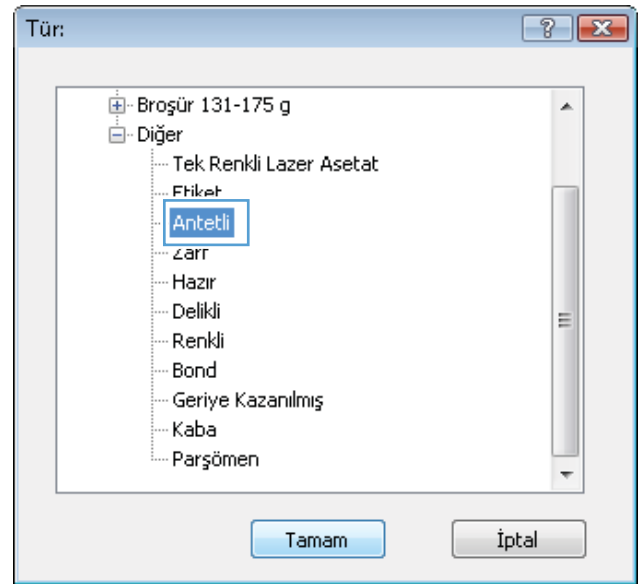 Tür:
Broşür 131-175 g
Diğer
Tek Renkli Lazer Asetat
Etiket
Antetli
Zarf
Hazır
Delikli
Renkli
Bond
Geriye Kazanılmış
Kaba
Parşömen
Tamam İptal